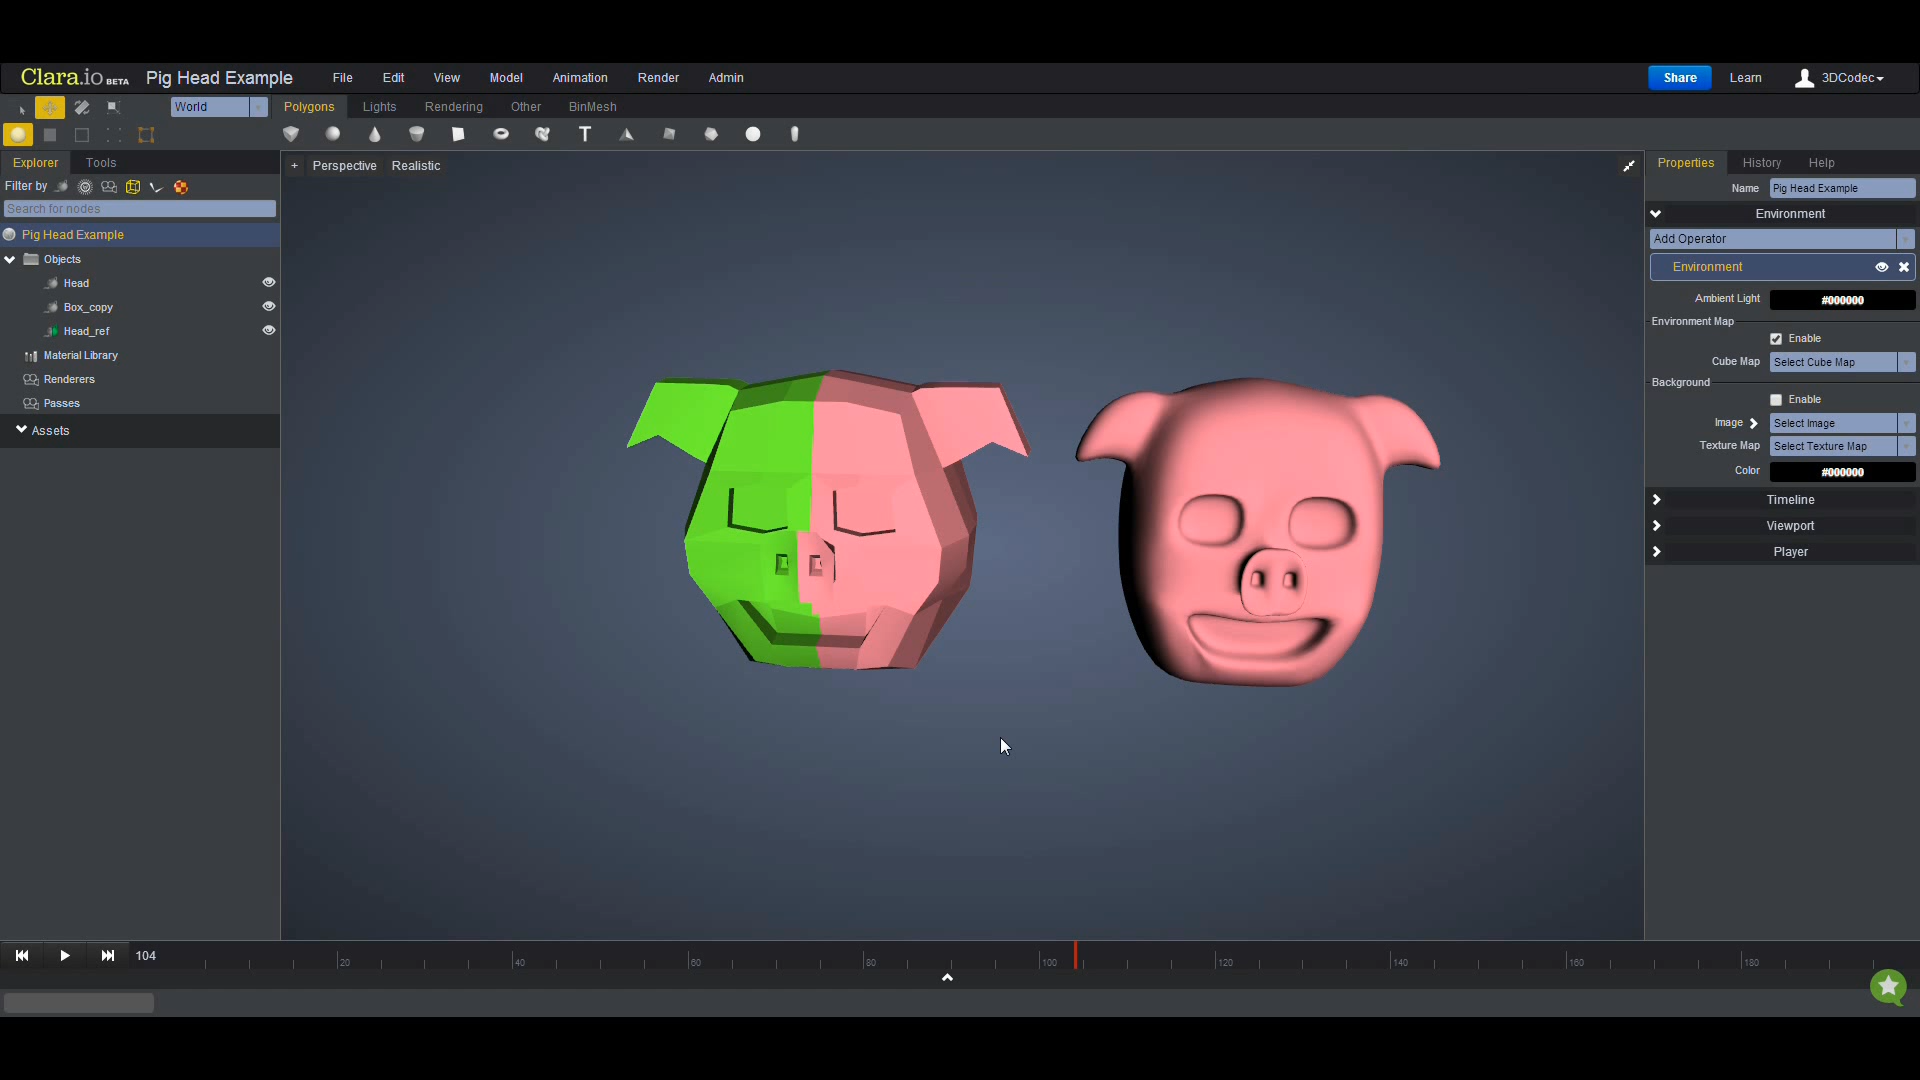 Clara.io BETA Pig Head Example File Edit View Model Animation Render Admin Share Learn 3DCodec
World Polygons Lights Rendering Other BinMesh
T
Explorer Tools
Filter by
Search for nodes
Pig Head Example
Objects
Head
Box_copy
Head_ref
Material Library
Renderers
Passes
Assets
+ Perspective Realistic
Properties History Help
Name Pig Head Example
Environment
Add Operator
Environment
Ambient Light #000000
Environment Map
Enable
Cube Map Select Cube Map
Background
Enable
Image Select Image
Texture Map Select Texture Map
Color #000000
Timeline
Viewport
Player
104
20 40 60 80 100 120 140 160 180